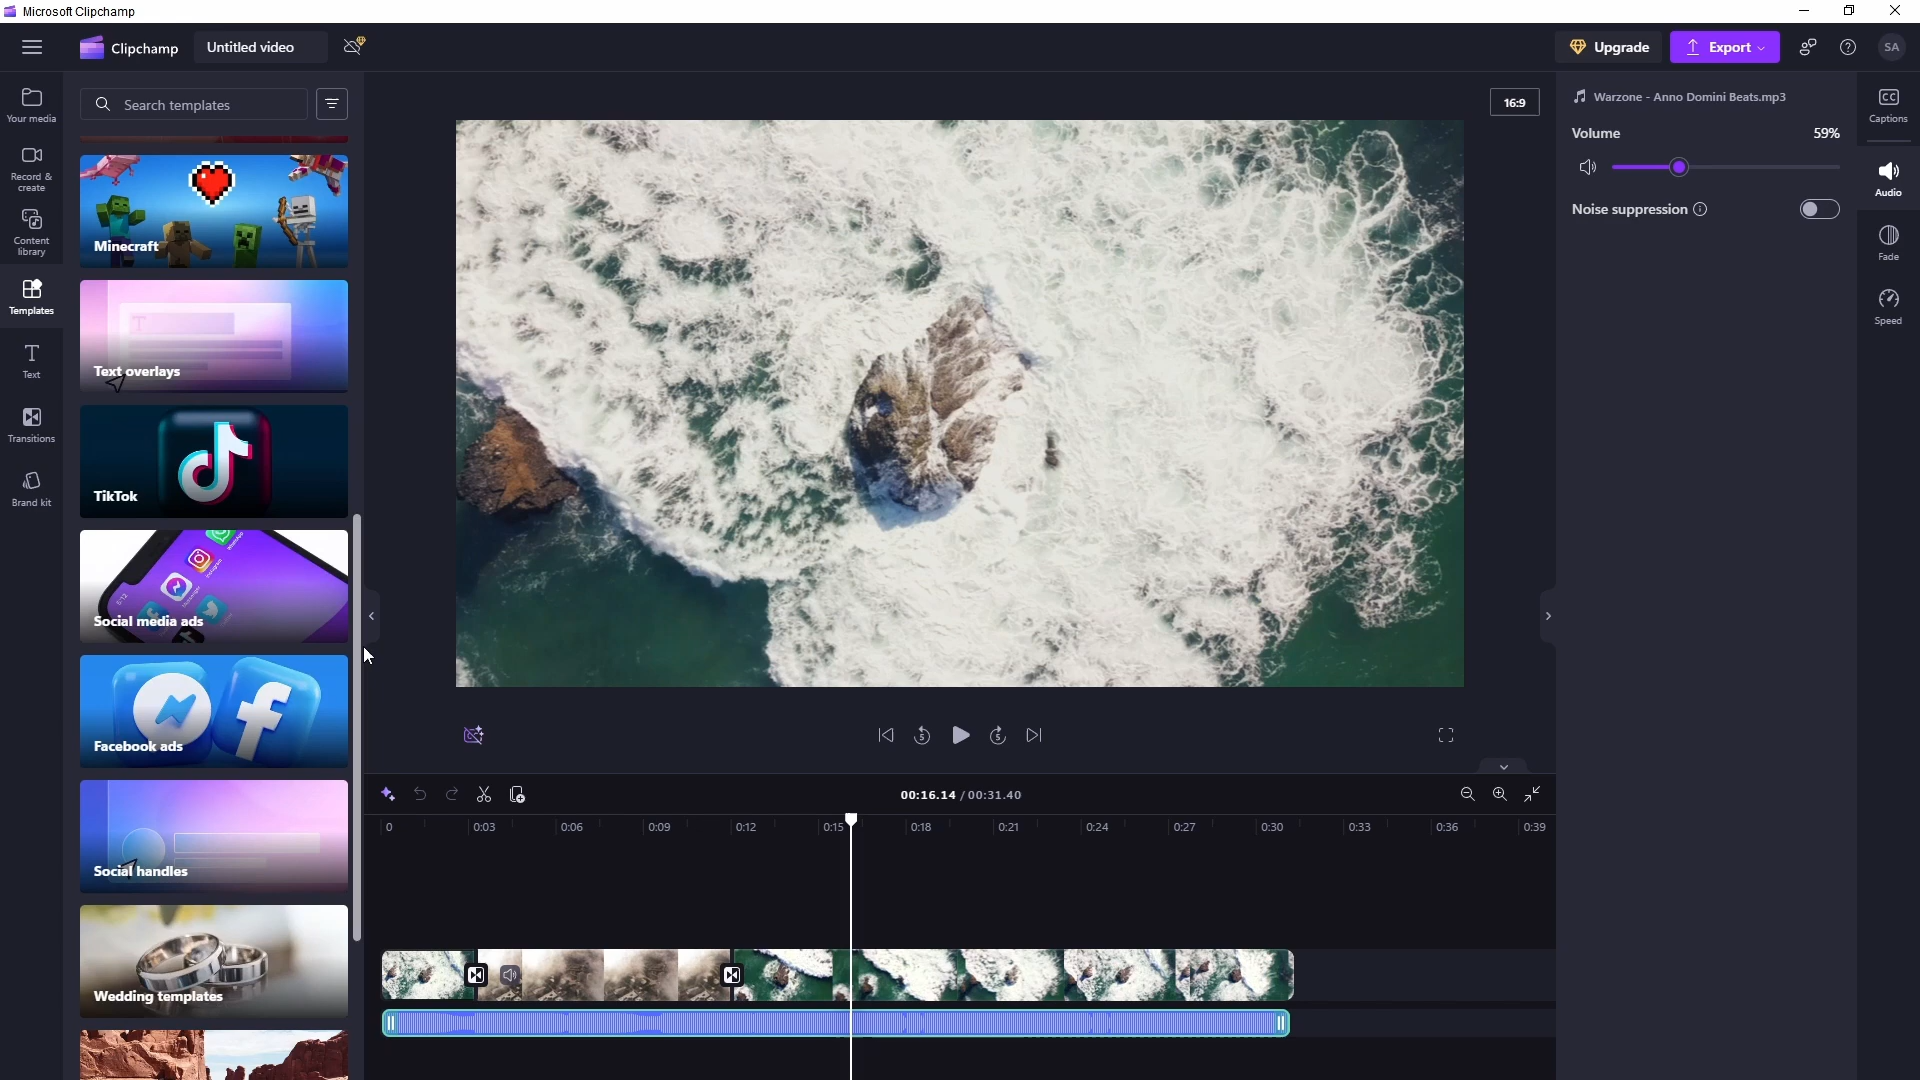 Microsoft Clipchamp
Clipchamp
Untitled video
Upgrade
Export
SA
Your media
Record &
create
Content
library
Templates
Text
Transitions
Brand kit
Search templates
Minecraft
Text overlays
TikTok
Social media ads
Facebook ads
Social handles
Wedding templates
16:9
Warzone - Anno Domini Beats.mp3
Volume
59%
Noise suppression
Captions
Audio
Fade
Speed
5
5
00:16.14 / 00:31.40
0
0:03
0:06
0:09
0:12
0:15
0:18
0:21
0:24
0:27
0:30
0:33
0:36
0:39